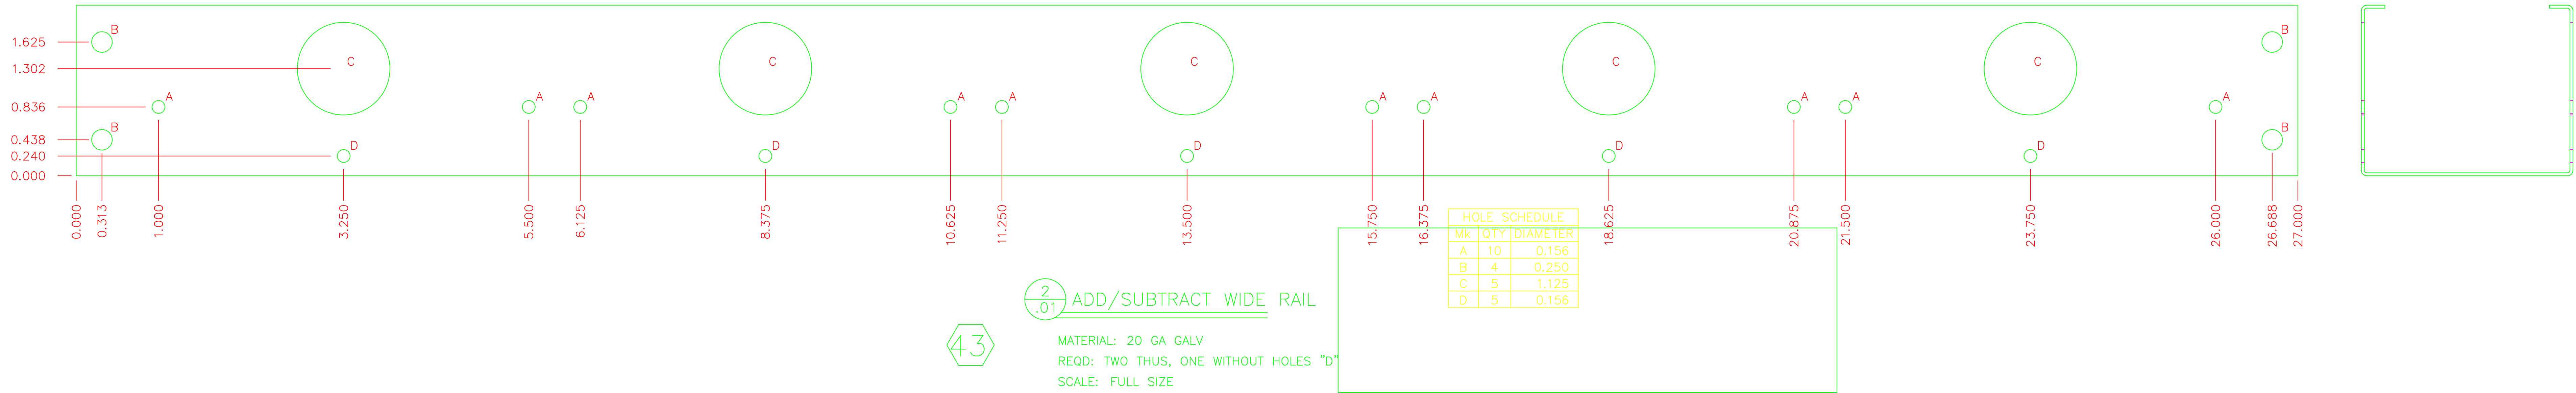 B B
1.625
1.302 C C C C C
0.836 A A A A A A A A A A
0.438 B B
0.240 D D D D D
0.000
0.000 0.313 1.000 3.250 5.500 6.125 8.375 10.625 11.250 13.500 15.750 16.375 18.625 20.875 21.500 23.750 26.000 26.688 27.000
HOLE SCHEDULE
Mk QTY DIAMETER
A 10 0.156
B 4 0.250
C 5 1.125
D 5 0.156
2
.01
ADD/SUBTRACT WIDE RAIL
43
MATERIAL: 20 GA GALV
REQD: TWO THUS, ONE WITHOUT HOLES "D"
SCALE: FULL SIZE